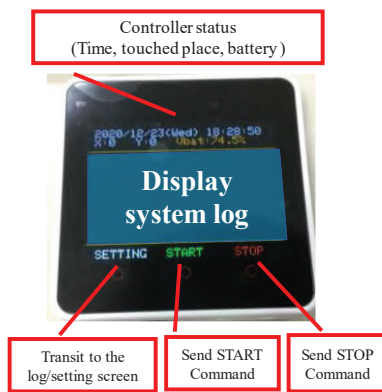 Controller status
(Time, touched place, battery )
2020/12/23(Wed) 18:28:50
X:0 Y:0 Vbat:74.5%
Display
system log
SETTING START STOP
Transit to the
log/setting screen
Send START
Command
Send STOP
Command